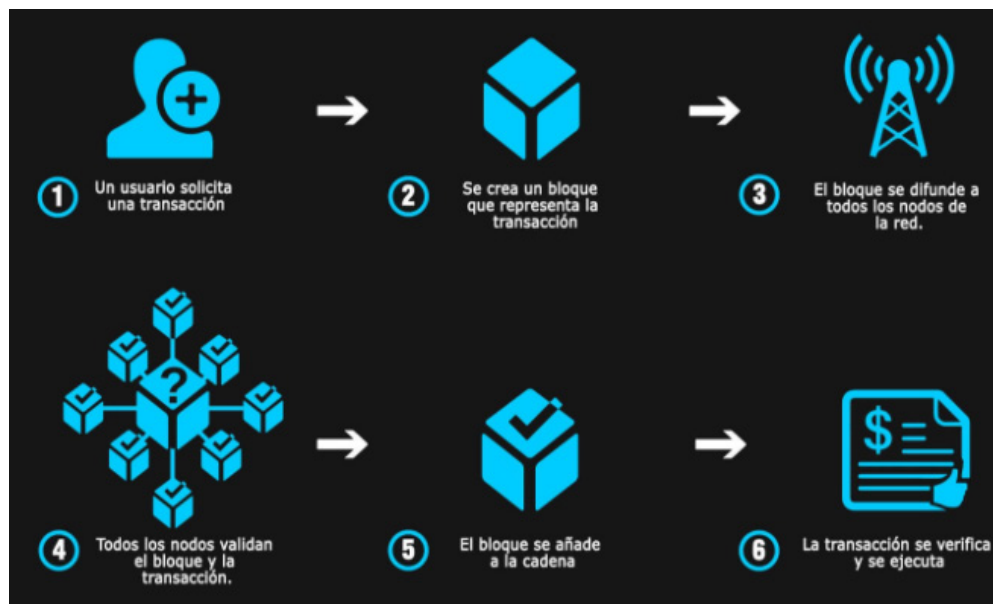 1 Un usuario solicita
una transacción
2 Se crea un bloque
que representa la
transacción
3 El bloque se difunde a
todos los nodos de
la red.
?
4 Todos los nodos validan
el bloque y la
transacción.
5 El bloque se añade
a la cadena
$
6 La transacción se verifica
y se ejecuta